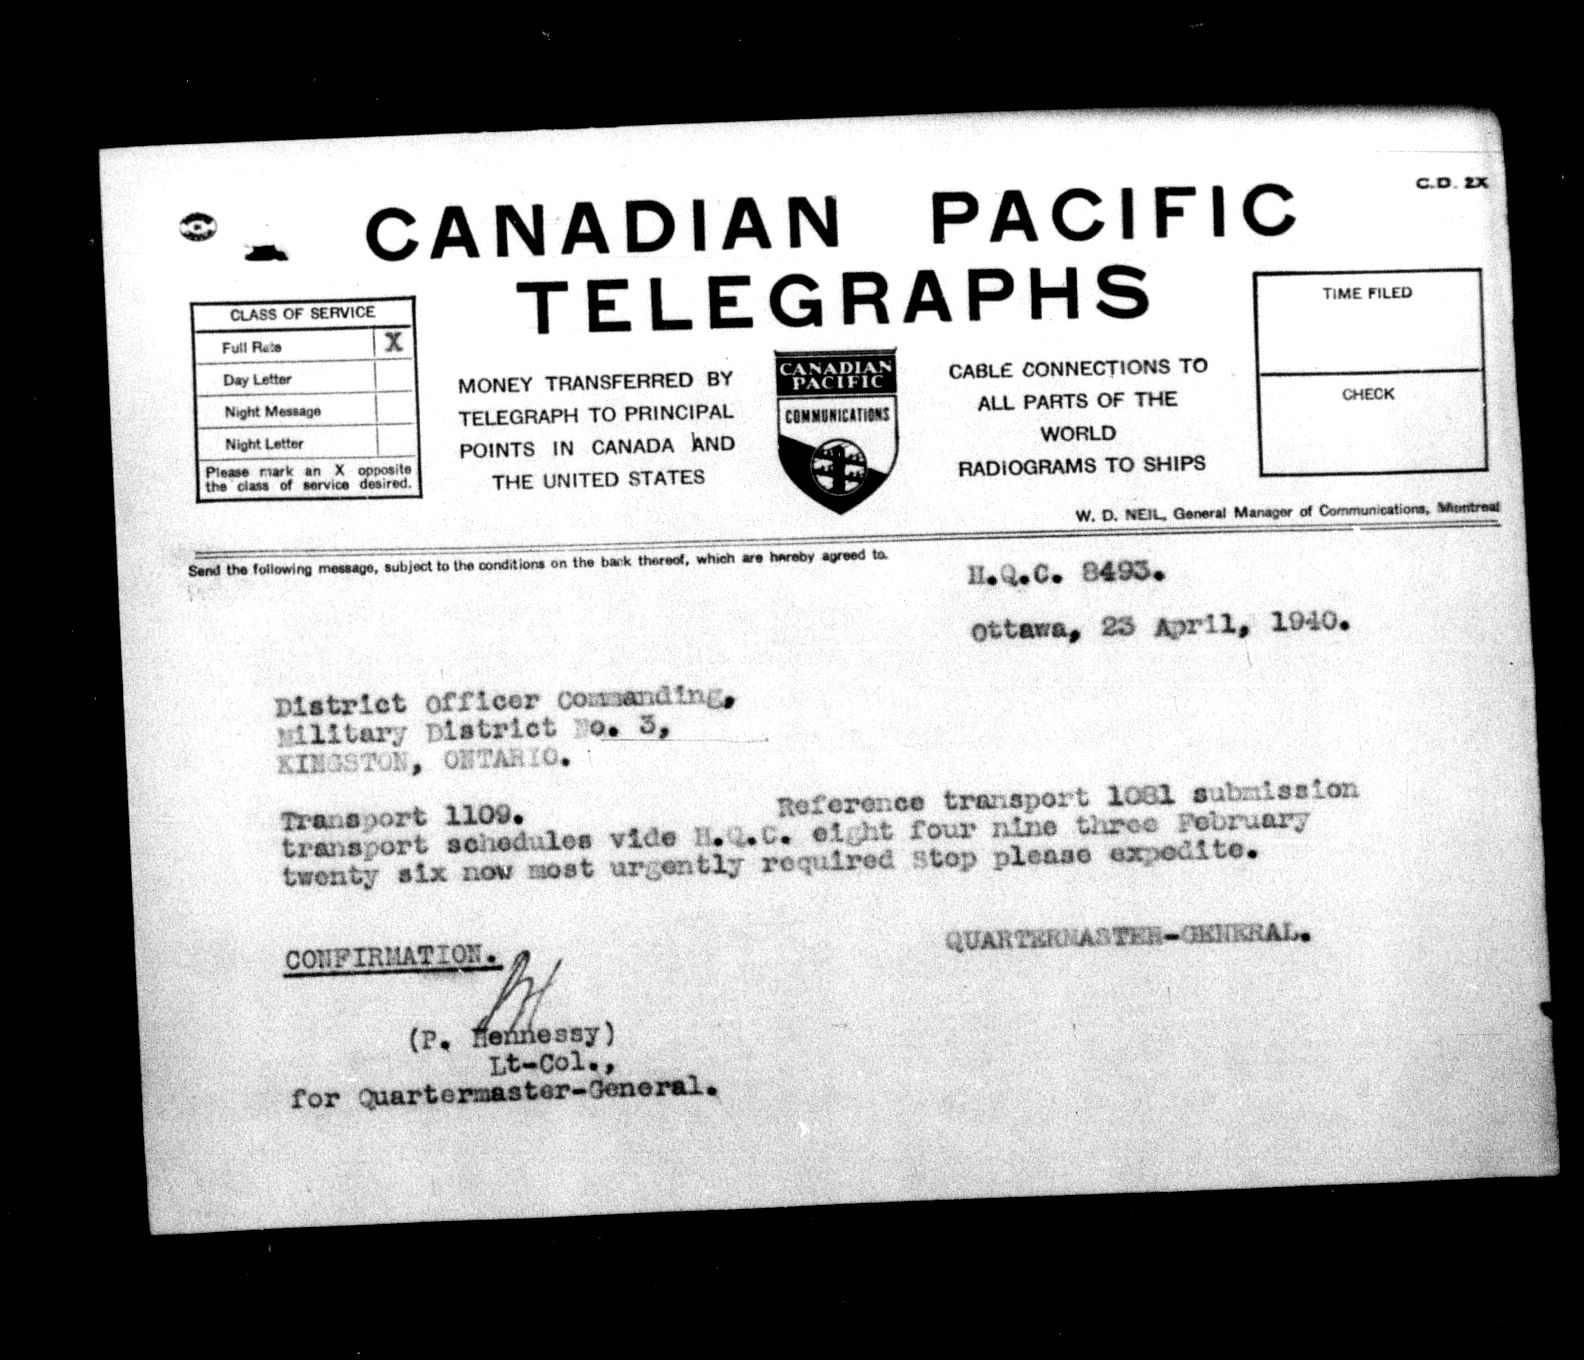 C.D. 2X
CANADIAN PACIFIC
TELEGRAPHS
CLASS OF SERVICE
Full Rate X
Day Letter
Night Message
Night Letter
Please mark an X opposite
the class of service desired.
MONEY TRANSFERRED BY
TELEGRAPH TO PRINCIPAL
POINTS IN CANADA AND
THE UNITED STATES
CANADIAN
PACIFIC
COMMUNICATIONS
CABLE CONNECTIONS TO
ALL PARTS OF THE
WORLD
RADIOGRAMS TO SHIPS
TIME FILED
CHECK
W. D. NEIL, General Manager of Communications, Montreal
Send the following message, subject to the conditions on the back thereof, which are hereby agreed to.
H.Q.C. 8493.
Ottawa, 23 April, 1940.
District Officer Commanding,
Military District No. 3,
KINGSTON, ONTARIO.
Transport 1109. Reference transport 1081 submission
transport schedules vide H.Q.C. eight four nine three February
twenty six now most urgently required Stop please expedite.
QUARTERMASTER-GENERAL.
CONFIRMATION.
(P. Hennessy)
Lt-Col.,
for Quartermaster-General.